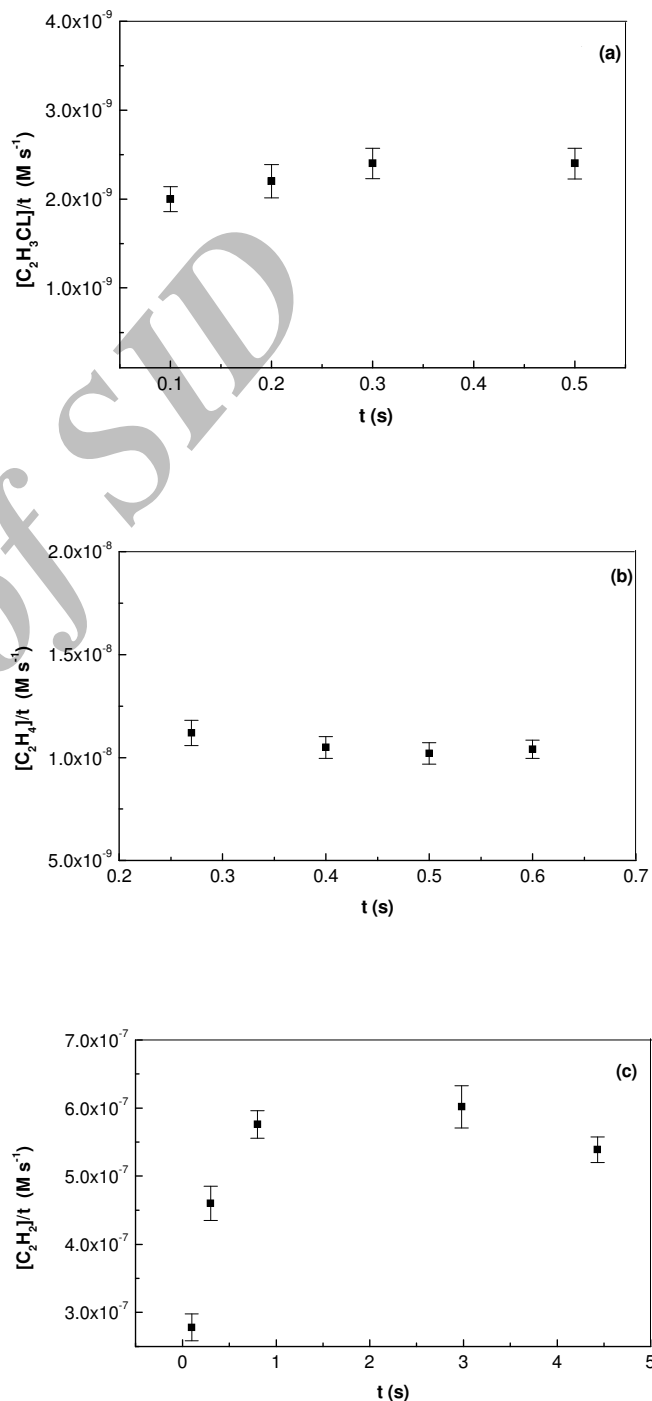 (a)
4.0x10⁻⁹
3.0x10⁻⁹
2.0x10⁻⁹
1.0x10⁻⁹
[C₂H₃CL]/t (M s⁻¹)
0.1 0.2 0.3 0.4 0.5
t (s)
of SID
(b)
2.0x10⁻⁸
1.5x10⁻⁸
1.0x10⁻⁸
5.0x10⁻⁹
[C₂H₄]/t (M s⁻¹)
0.2 0.3 0.4 0.5 0.6 0.7
t (s)
(c)
7.0x10⁻⁷
6.0x10⁻⁷
5.0x10⁻⁷
4.0x10⁻⁷
3.0x10⁻⁷
[C₂H₂]/t (M s⁻¹)
0 1 2 3 4 5
t (s)